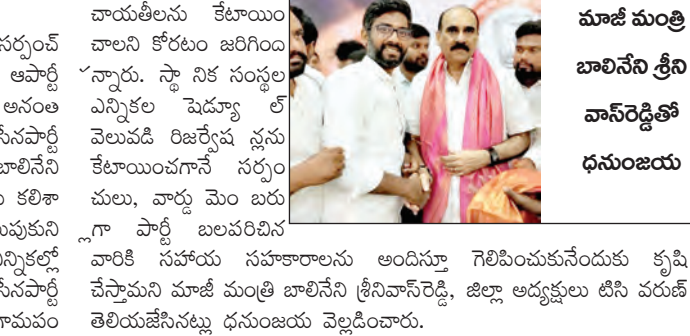 సర్పంచ్
ఆపార్టీ
అనంత
సేనపార్టీ
బాలినేని
కలిశా
పుకుని
న్నికల్లో
సేనపార్టీ
గామపం
చాయతీలను కేటాయిం
చాలని కోరటం జరిగింద
న్నారు. స్థా నిక సంస్థల
ఎన్నికల షెడ్యూ ల్
వెలువడి రిజర్వేష న్లను
కేటాయించగానే సర్పం
చులు, వార్డు మెం బరు
్లగా పార్టీ బలపరిచిన
వారికి సహాయ సహకారాలను అందిస్తూ గెలిపించుకునేందుకు కృషి
చేస్తామని మాజీ మంత్రి బాలినేని శ్రీనివాస్‌రెడ్డి, జిల్లా అధ్యక్షులు టిసి వరుణ్
తెలియజేసినట్లు ధనుంజయ వెల్లడించారు.
మాజీ మంత్రి
బాలినేని శ్రీని
వాస్‌రెడ్డితో
ధనుంజయ